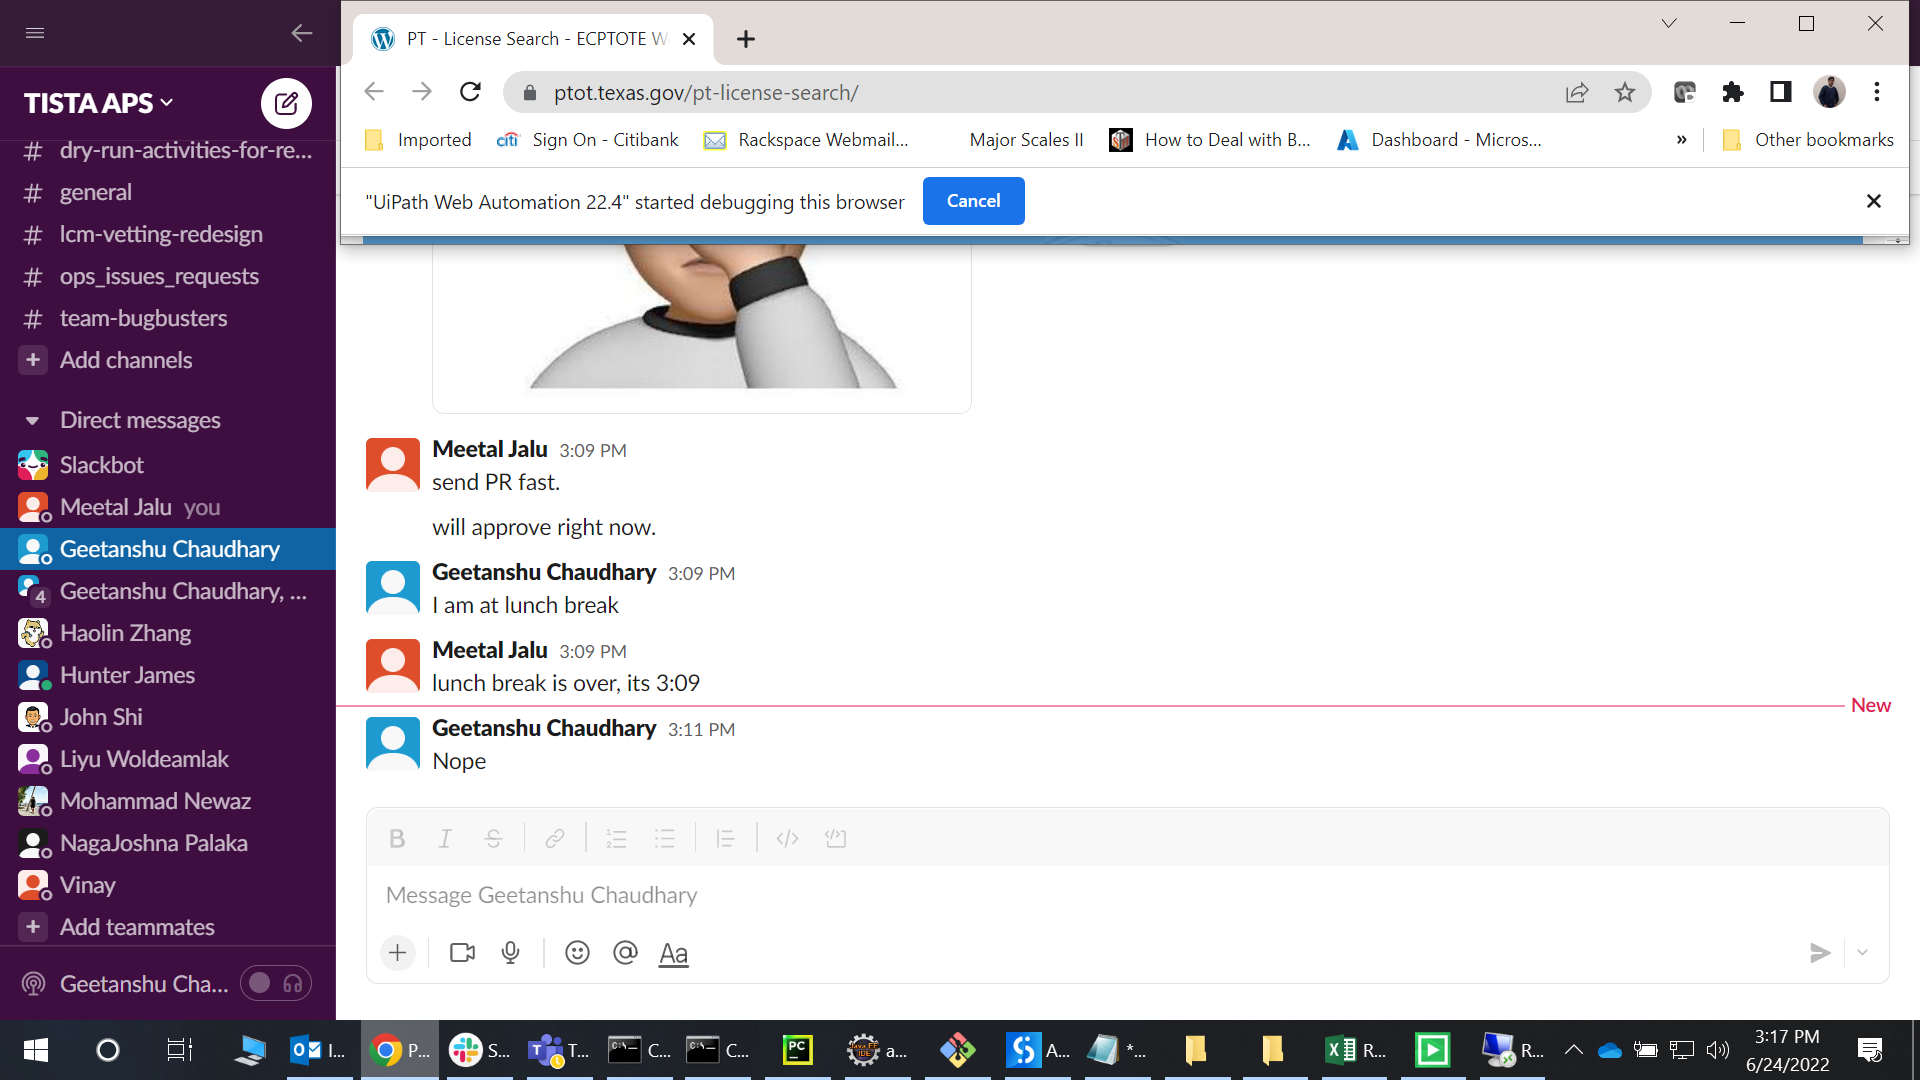 PT - License Search - ECPTOTE W
ptot.texas.gov/pt-license-search/
Imported
citi Sign On - Citibank
Rackspace Webmail...
Major Scales II
How to Deal with B...
Dashboard - Micros...
»
Other bookmarks
"UiPath Web Automation 22.4" started debugging this browser
Cancel
TISTA APS
# dry-run-activities-for-re...
# general
# lcm-vetting-redesign
# ops_issues_requests
# team-bugbusters
+ Add channels
Direct messages
Slackbot
Meetal Jalu you
Geetanshu Chaudhary
4 Geetanshu Chaudhary, ...
Haolin Zhang
Hunter James
John Shi
Liyu Woldeamlak
Mohammad Newaz
NagaJoshna Palaka
Vinay
+ Add teammates
Geetanshu Cha...
Meetal Jalu 3:09 PM
send PR fast.
will approve right now.
Geetanshu Chaudhary 3:09 PM
I am at lunch break
Meetal Jalu 3:09 PM
lunch break is over, its 3:09
New
Geetanshu Chaudhary 3:11 PM
Nope
B I S
Message Geetanshu Chaudhary
+ @ Aa
I...
P...
S...
T...
C...
C...
PC
a...
A...
*...
R...
R...
3:17 PM
6/24/2022